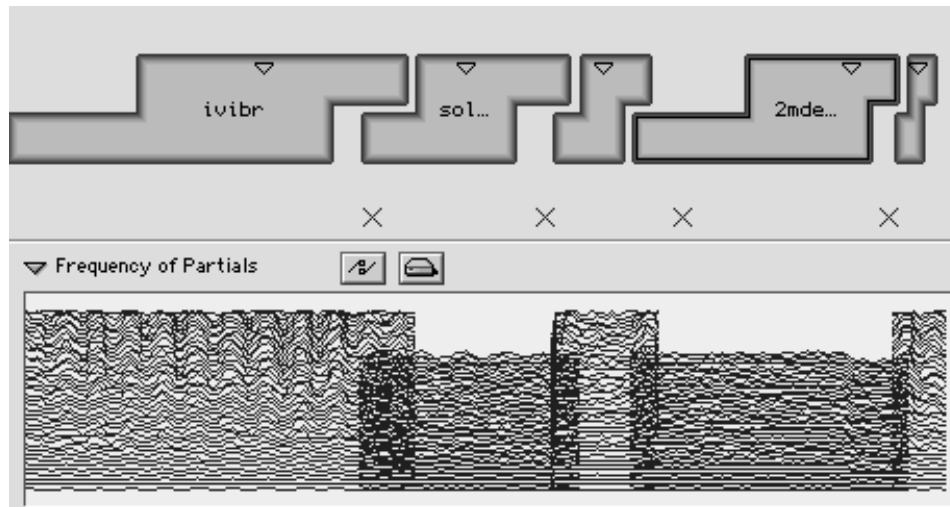 ivibr
sol…
2mde…
Frequency of Partials